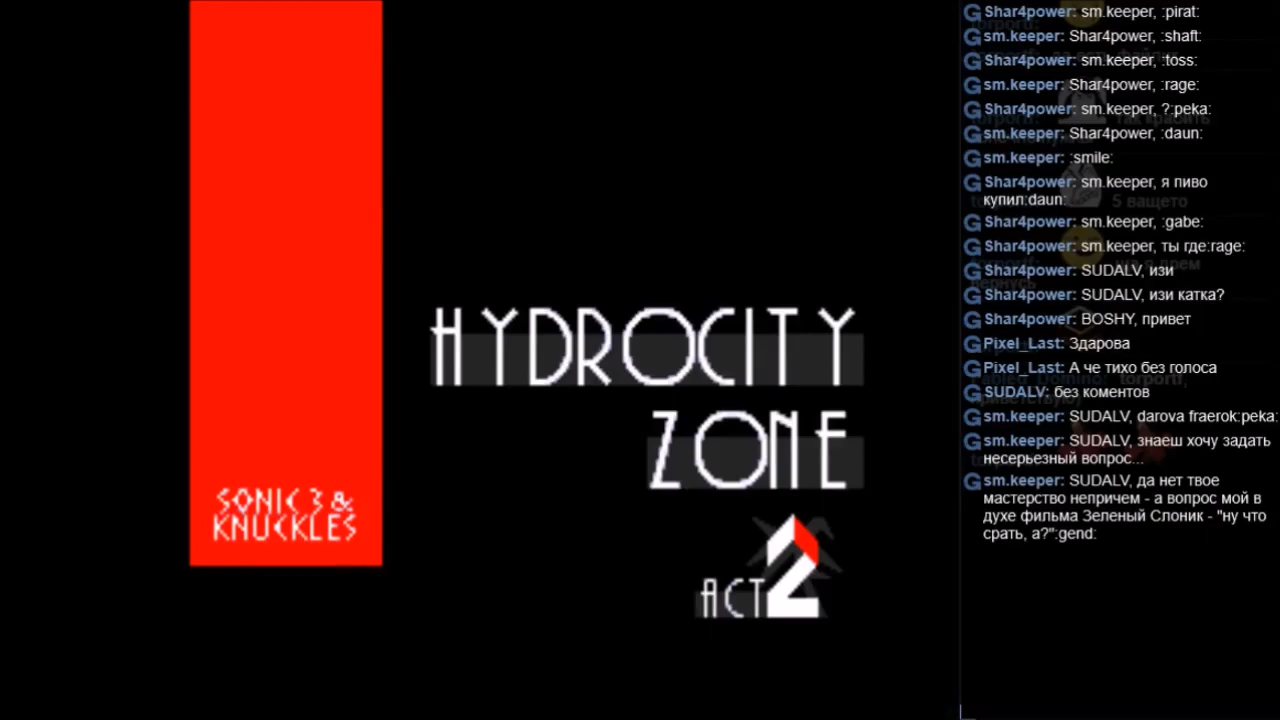 SONIC 3 &
KNUCKLES
HYDROCITY
ZONE
ACT 2
Shar4power: sm.keeper, :pirat:
sm.keeper: Shar4power, :shaft:
Shar4power: sm.keeper, :toss:
sm.keeper: Shar4power, :rage:
Shar4power: sm.keeper, ?:peka:
sm.keeper: Shar4power, :daun:
sm.keeper: :smile:
Shar4power: sm.keeper, я пиво
купил:daun:
Shar4power: sm.keeper, :gabe:
Shar4power: sm.keeper, ты где:rage:
Shar4power: SUDALV, изи
Shar4power: SUDALV, изи катка?
Shar4power: BOSHY, привет
Pixel_Last: Здарова
Pixel_Last: А че тихо без голоса
SUDALV: без коментов
sm.keeper: SUDALV, darova fraerok:peka:
sm.keeper: SUDALV, знаеш хочу задать
несерьезный вопрос...
sm.keeper: SUDALV, да нет твое
мастерство непричем - а вопрос мой в
духе фильма Зеленый Слоник - "ну что
срать, а?":gend:
5 ващето